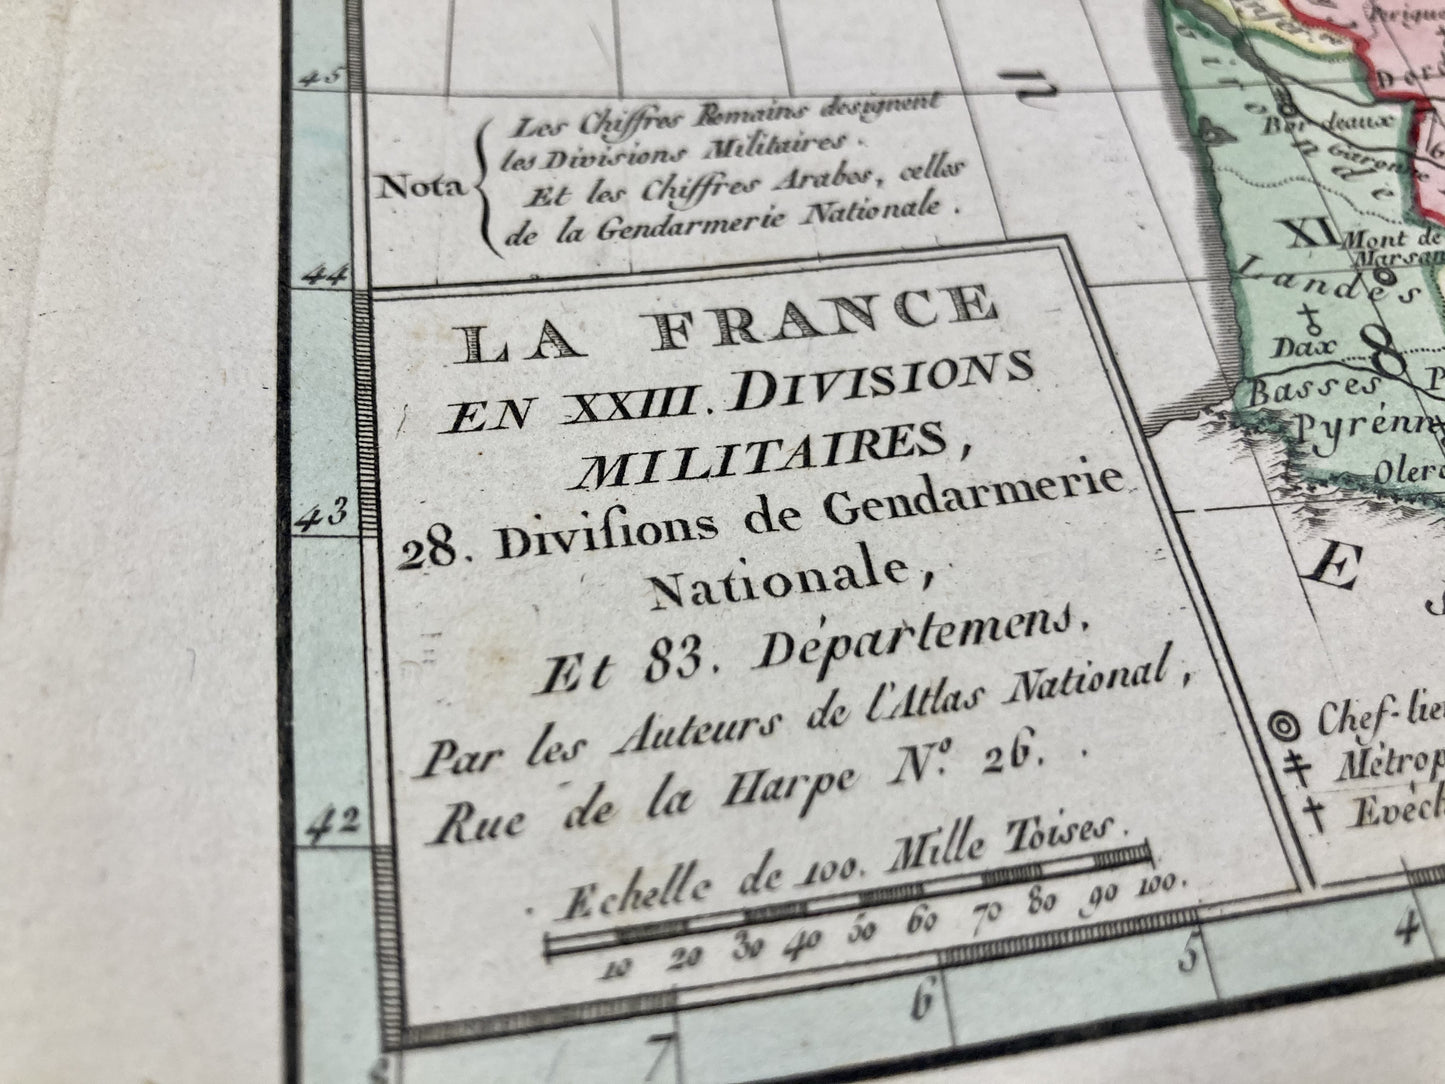 45
n
Les Chiffres Romains designent
les Divisions Militaires.
Nota
Et les Chiffres Arabes, celles
de la Gendarmerie Nationale.
44
LA FRANCE
EN XXIII. DIVISIONS
MILITAIRES,
43
28. Diviſions de Gendarmerie
Nationale,
Et 83. Départemens.
Par les Auteurs de l'Atlas National,
Rue de la Harpe N.º 26.
42
Echelle de 100. Mille Toises.
10 20 30 40 50 60 70 80 90 100.
7 6 5 4
Gironde
Bordeaux
Garonne
XI
Mont de
Marsan
Landes
Dax
8
Basses
Pyrénn
Olero
E
Chef-lieu
Métrop
Evêch